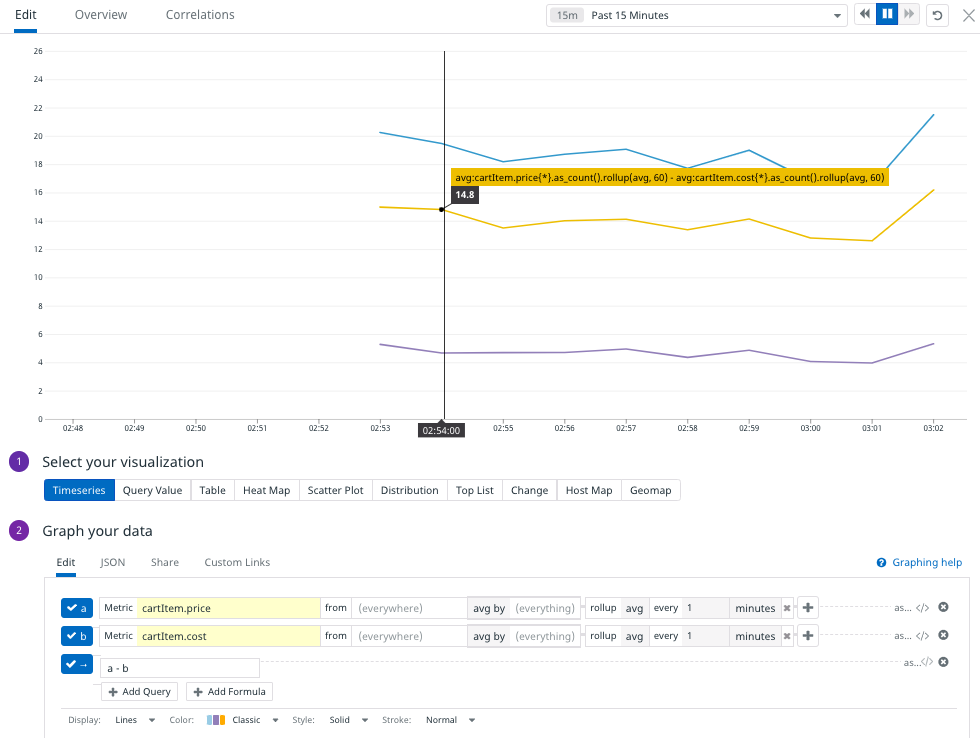 Edit Overview Correlations 15m Past 15 Minutes
26
24
22
20
18
avg:cartItem.price{*}.as_count().rollup(avg, 60) - avg:cartItem.cost{*}.as_count().rollup(avg, 60)
14.8
16
14
12
10
8
6
4
2
0
02:48 02:49 02:50 02:51 02:52 02:53 02:54:00 02:55 02:56 02:57 02:58 02:59 03:00 03:01 03:02
1 Select your visualization
Timeseries Query Value Table Heat Map Scatter Plot Distribution Top List Change Host Map Geomap
2 Graph your data
Edit JSON Share Custom Links ? Graphing help
a Metric cartItem.price from (everywhere) avg by (everything) rollup avg every 1 minutes as... </>
b Metric cartItem.cost from (everywhere) avg by (everything) rollup avg every 1 minutes as... </>
→ a - b as... </>
Add Query Add Formula
Display: Lines Color: Classic Style: Solid Stroke: Normal